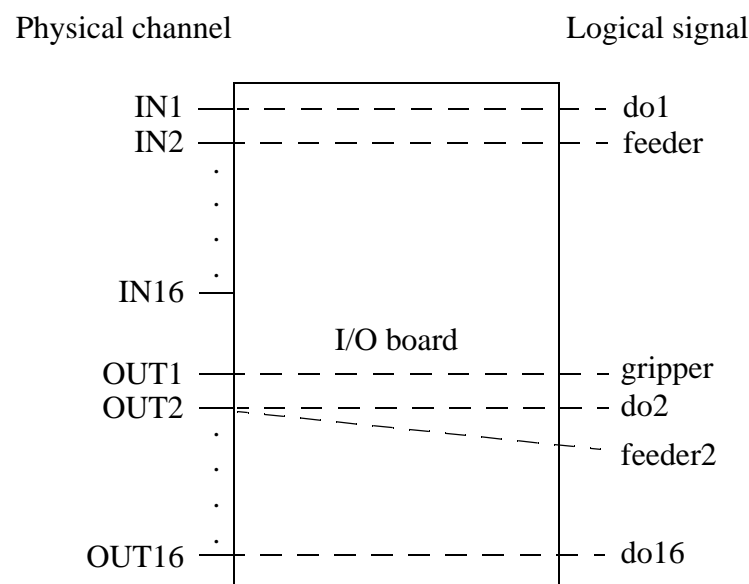 Physical channel Logical signal
IN1 do1
IN2 feeder
IN16
I/O board
OUT1 gripper
OUT2 do2
feeder2
OUT16 do16